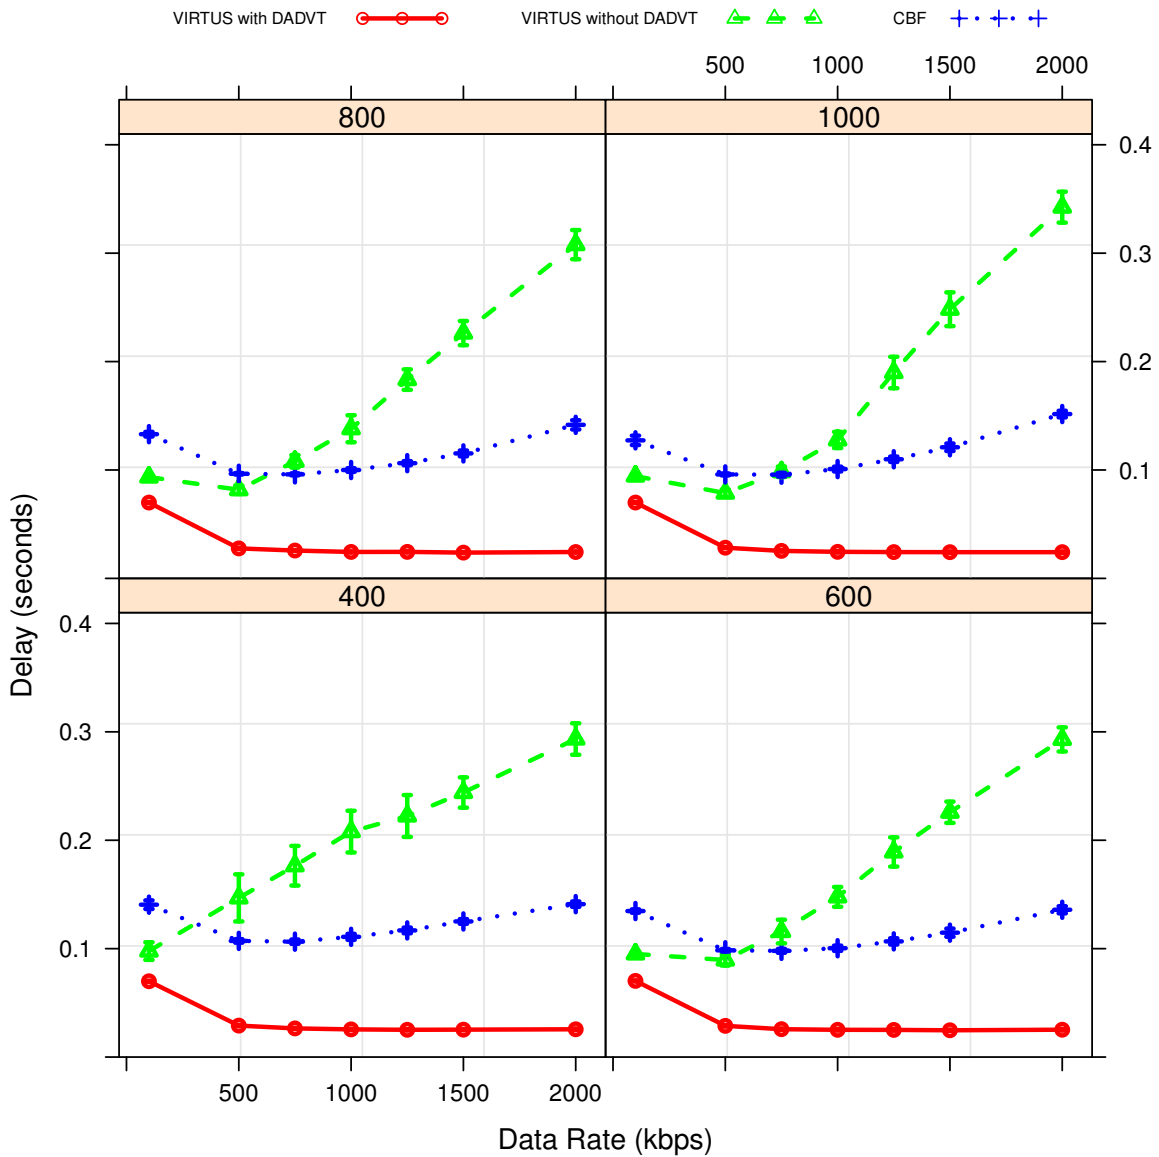 VIRTUS with DADVT VIRTUS without DADVT CBF
500 1000 1500 2000
800 1000
0.4
0.3
0.2
0.1
400 600
0.4
0.3
0.2
0.1
Delay (seconds)
500 1000 1500 2000
Data Rate (kbps)